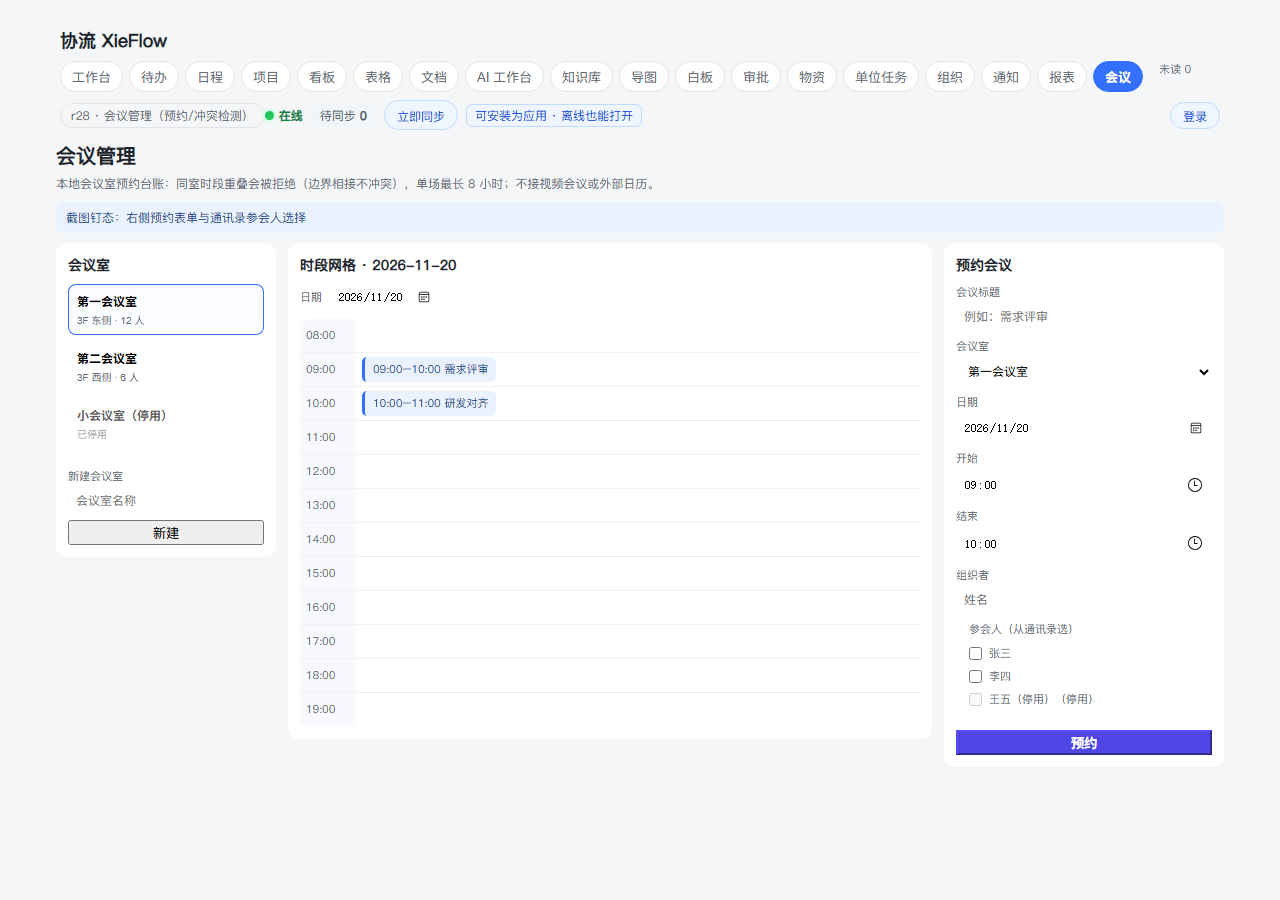 协流 XieFlow
工作台 待办 日程 项目 看板 表格 文档 AI 工作台 知识库 导图 白板 审批 物资 单位任务 组织 通知 报表 会议 未读 0
r28 · 会议管理（预约/冲突检测） 在线 待同步 0 立即同步 可安装为应用 · 离线也能打开 登录
会议管理
本地会议室预约台账：同室时段重叠会被拒绝（边界相接不冲突），单场最长 8 小时；不接视频会议或外部日历。
截图钉态：右侧预约表单与通讯录参会人选择
会议室
第一会议室
3F 东侧 · 12 人
第二会议室
3F 西侧 · 6 人
小会议室（停用）
已停用
新建会议室
会议室名称
新建
时段网格 · 2026-11-20
日期 2026/11/20
08:00
09:00 09:00–10:00 需求评审
10:00 10:00–11:00 研发对齐
11:00
12:00
13:00
14:00
15:00
16:00
17:00
18:00
19:00
预约会议
会议标题
例如：需求评审
会议室
第一会议室
日期
2026/11/20
开始
09:00
结束
10:00
组织者
姓名
参会人（从通讯录选）
张三
李四
王五（停用）（停用）
预约